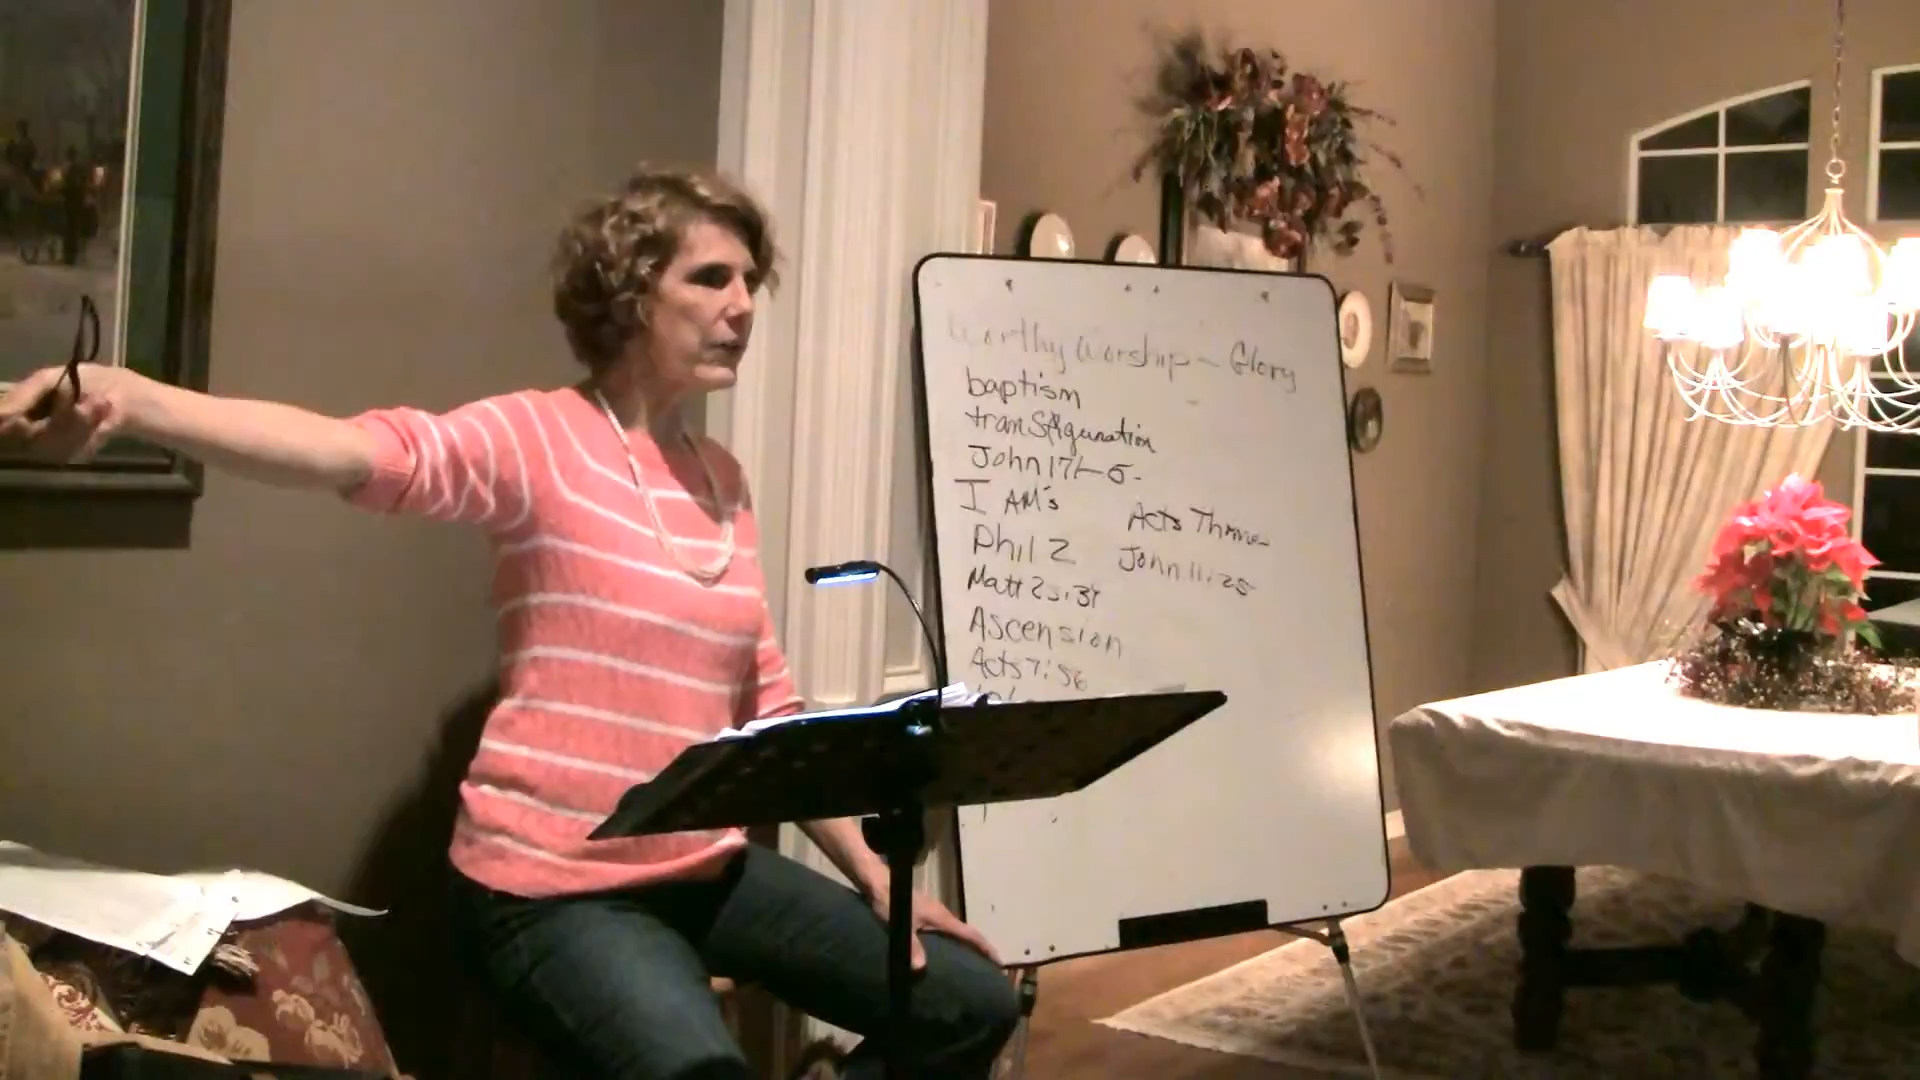 Worthy Worship - Glory
baptism
transfiguration
John 17 1-5-
I AM's
Acts Throne
Phil 2
John 11:25
Matt 25:31
Ascension
Acts 7:56